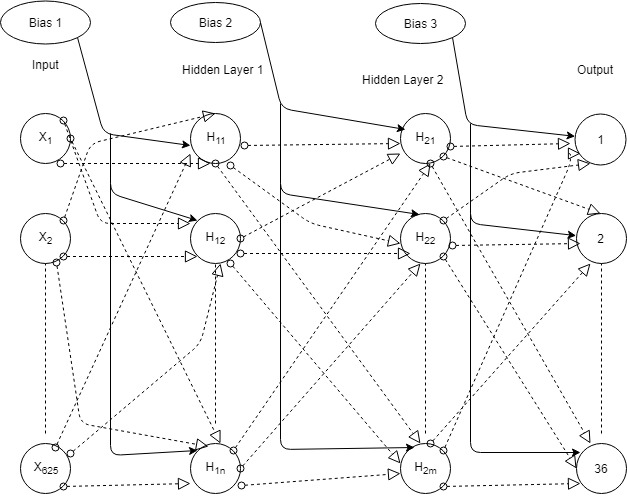 Bias 1
Bias 2
Bias 3
Input
Hidden Layer 1
Hidden Layer 2
Output
X1
H11
H21
1
X2
H12
H22
2
X625
H1n
H2m
36